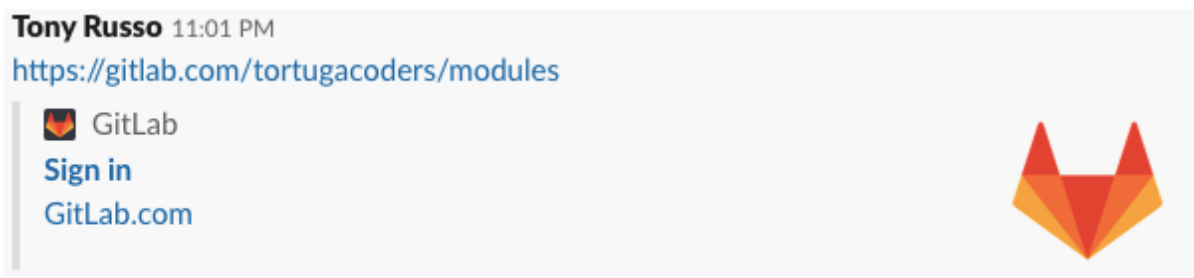 Tony Russo 11:01 PM
https://gitlab.com/tortugacoders/modules
GitLab
Sign in
GitLab.com